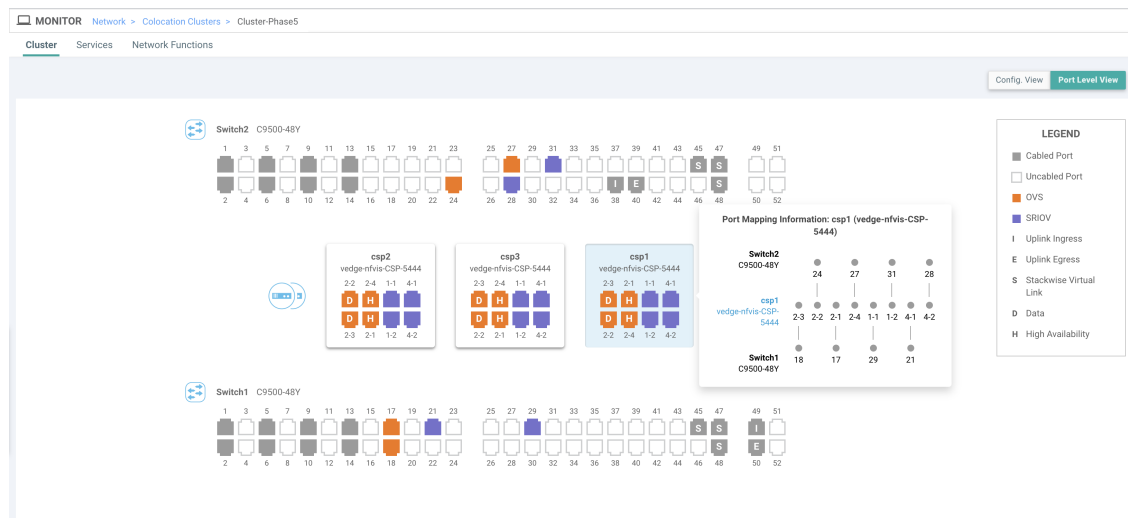 MONITOR Network > Colocation Clusters > Cluster-Phase5
Cluster Services Network Functions
Config. View Port Level View
Switch2 C9500-48Y
1 3 5 7 9 11 13 15 17 19 21 23 25 27 29 31 33 35 37 39 41 43 45 47 49 51
S S
I E S
2 4 6 8 10 12 14 16 18 20 22 24 26 28 30 32 34 36 38 40 42 44 46 48 50 52
LEGEND
Cabled Port
Uncabled Port
OVS
SRIOV
I Uplink Ingress
E Uplink Egress
S Stackwise Virtual
Link
D Data
H High Availability
csp2
vedge-nfvis-CSP-5444
2-2 2-4 1-1 4-1
D H
D H
2-3 2-1 1-2 4-2
csp3
vedge-nfvis-CSP-5444
2-3 2-4 1-1 4-1
D H
D H
2-2 2-1 1-2 4-2
csp1
vedge-nfvis-CSP-5444
2-3 2-1 1-1 4-1
D H
D H
2-2 2-4 1-2 4-2
Port Mapping Information: csp1 (vedge-nfvis-CSP-
5444)
Switch2
C9500-48Y
24 27 31 28
csp1
vedge-nfvis-CSP-
5444
2-3 2-2 2-1 2-4 1-1 1-2 4-1 4-2
Switch1
C9500-48Y
18 17 29 21
Switch1 C9500-48Y
1 3 5 7 9 11 13 15 17 19 21 23 25 27 29 31 33 35 37 39 41 43 45 47 49 51
S S I
S E
2 4 6 8 10 12 14 16 18 20 22 24 26 28 30 32 34 36 38 40 42 44 46 48 50 52